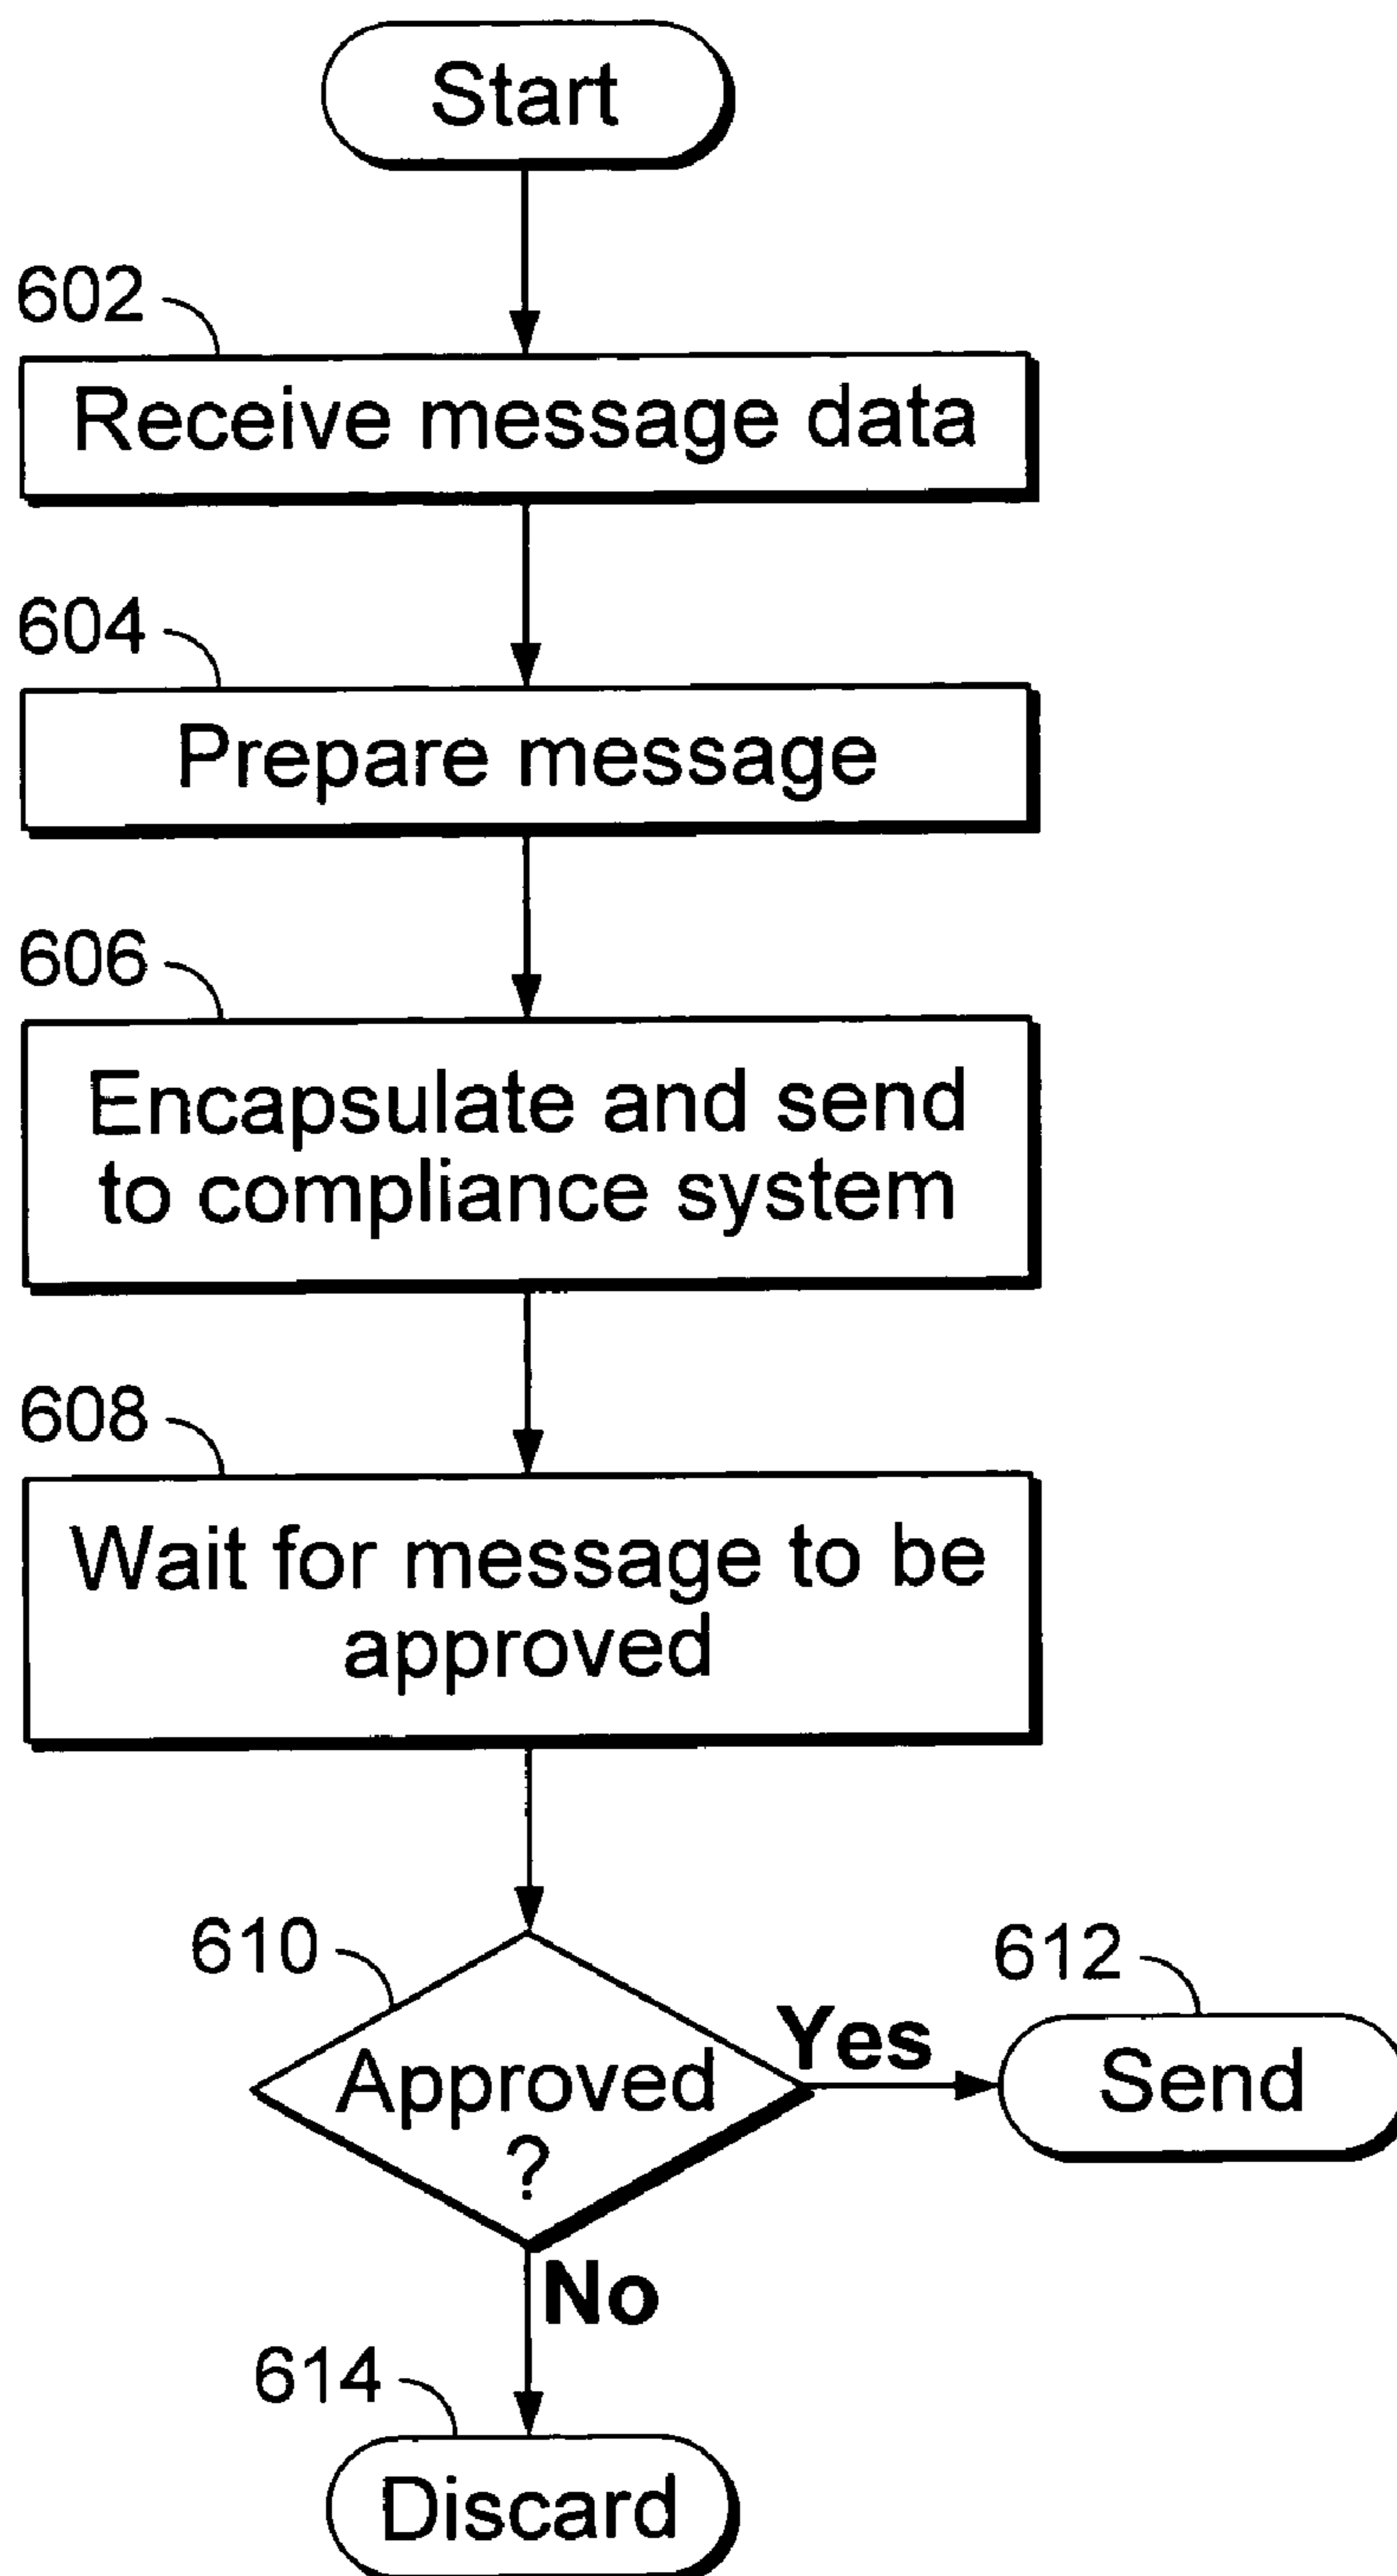 Start
602
Receive message data
604
Prepare message
606
Encapsulate and send
to compliance system
608
Wait for message to be
approved
610
612
Approved
?
Yes
Send
No
614
Discard